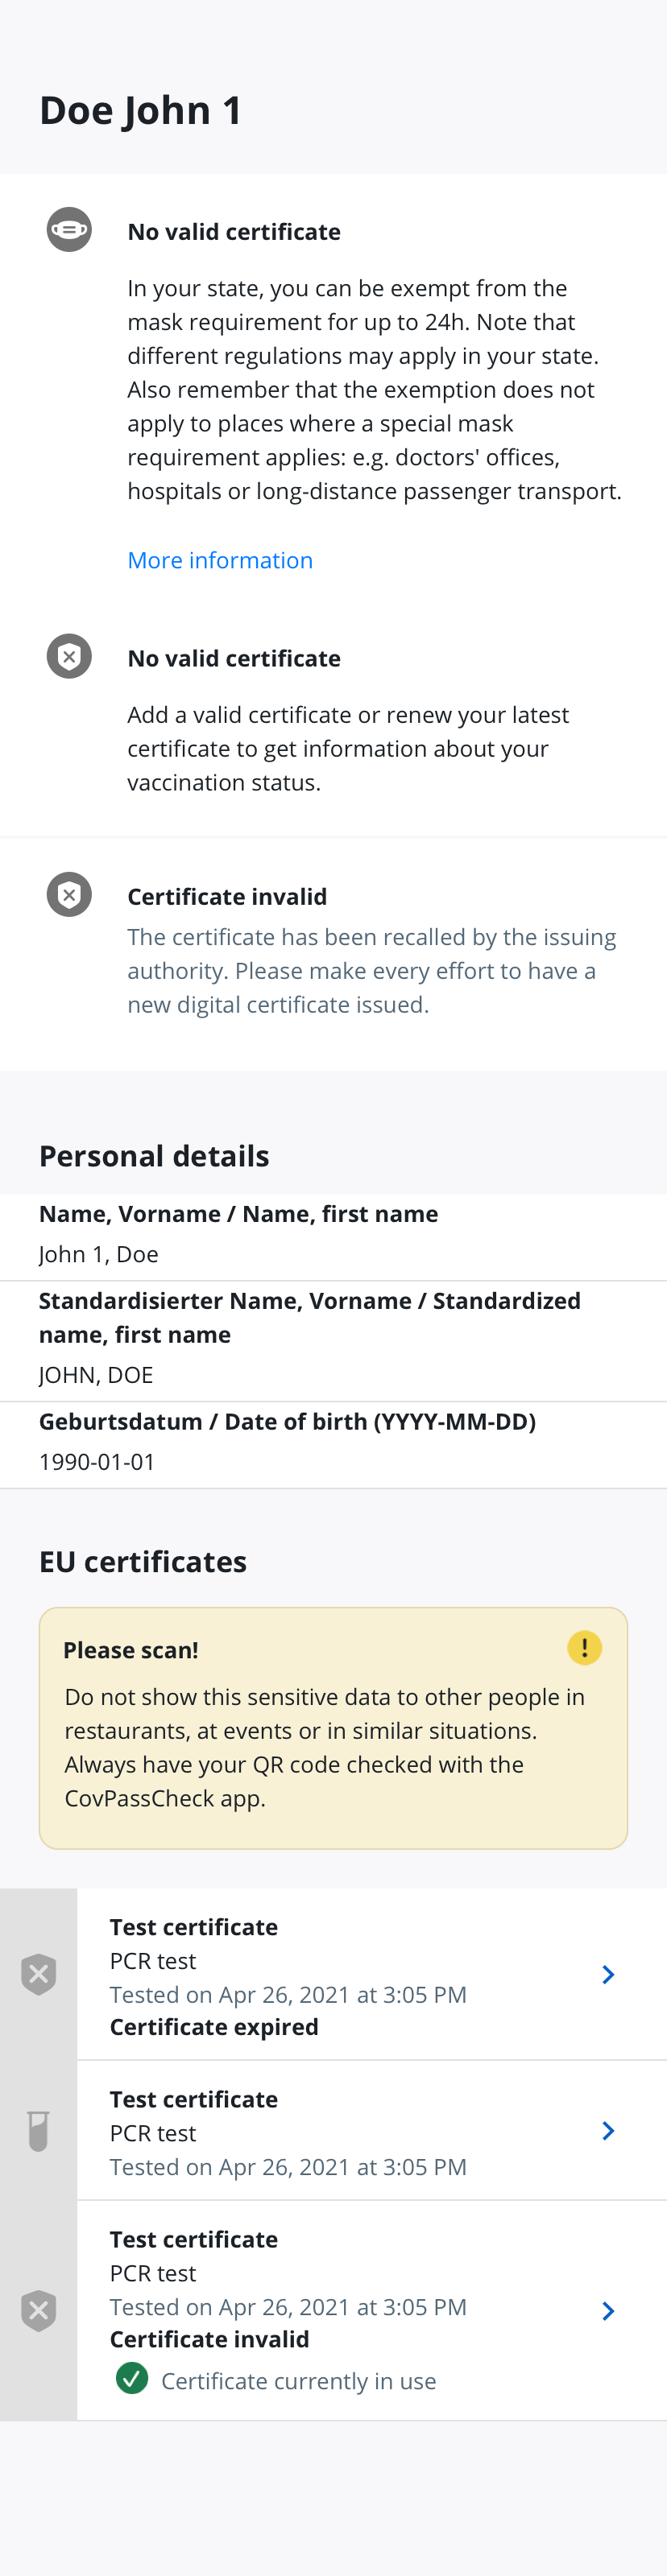 Doe John 1
No valid certificate
In your state, you can be exempt from the
mask requirement for up to 24h. Note that
different regulations may apply in your state.
Also remember that the exemption does not
apply to places where a special mask
requirement applies: e.g. doctors' offices,
hospitals or long-distance passenger transport.
More information
No valid certificate
Add a valid certificate or renew your latest
certificate to get information about your
vaccination status.
Certificate invalid
The certificate has been recalled by the issuing
authority. Please make every effort to have a
new digital certificate issued.
Personal details
Name, Vorname / Name, first name
John 1, Doe
Standardisierter Name, Vorname / Standardized
name, first name
JOHN, DOE
Geburtsdatum / Date of birth (YYYY-MM-DD)
1990-01-01
EU certificates
Please scan!
Do not show this sensitive data to other people in
restaurants, at events or in similar situations.
Always have your QR code checked with the
CovPassCheck app.
Test certificate
PCR test
Tested on Apr 26, 2021 at 3:05 PM
Certificate expired
Test certificate
PCR test
Tested on Apr 26, 2021 at 3:05 PM
Test certificate
PCR test
Tested on Apr 26, 2021 at 3:05 PM
Certificate invalid
Certificate currently in use